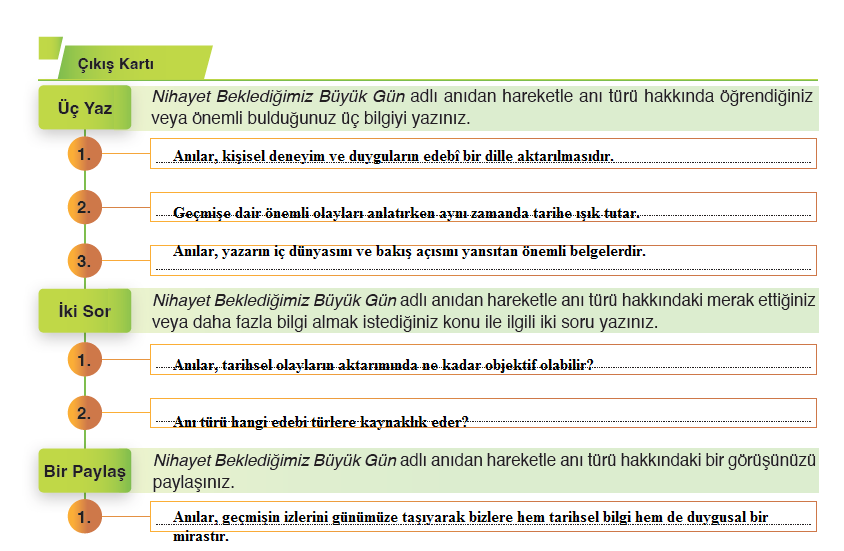 Çıkış Kartı
Üç Yaz
Nihayet Beklediğimiz Büyük Gün adlı anıdan hareketle anı türü hakkında öğrendiğiniz
veya önemli bulduğunuz üç bilgiyi yazınız.
1. Anılar, kişisel deneyim ve duyguların edebî bir dille aktarılmasıdır.
2. Geçmişe dair önemli olayları anlatırken aynı zamanda tarihe ışık tutar.
3. Anılar, yazarın iç dünyasını ve bakış açısını yansıtan önemli belgelerdir.
İki Sor
Nihayet Beklediğimiz Büyük Gün adlı anıdan hareketle anı türü hakkındaki merak ettiğiniz
veya daha fazla bilgi almak istediğiniz konu ile ilgili iki soru yazınız.
1. Anılar, tarihsel olayların aktarımında ne kadar objektif olabilir?
2. Anı türü hangi edebi türlere kaynaklık eder?
Bir Paylaş
Nihayet Beklediğimiz Büyük Gün adlı anıdan hareketle anı türü hakkındaki bir görüşünüzü
paylaşınız.
1. Anılar, geçmişin izlerini günümüze taşıyarak bizlere hem tarihsel bilgi hem de duygusal bir
mirastır.